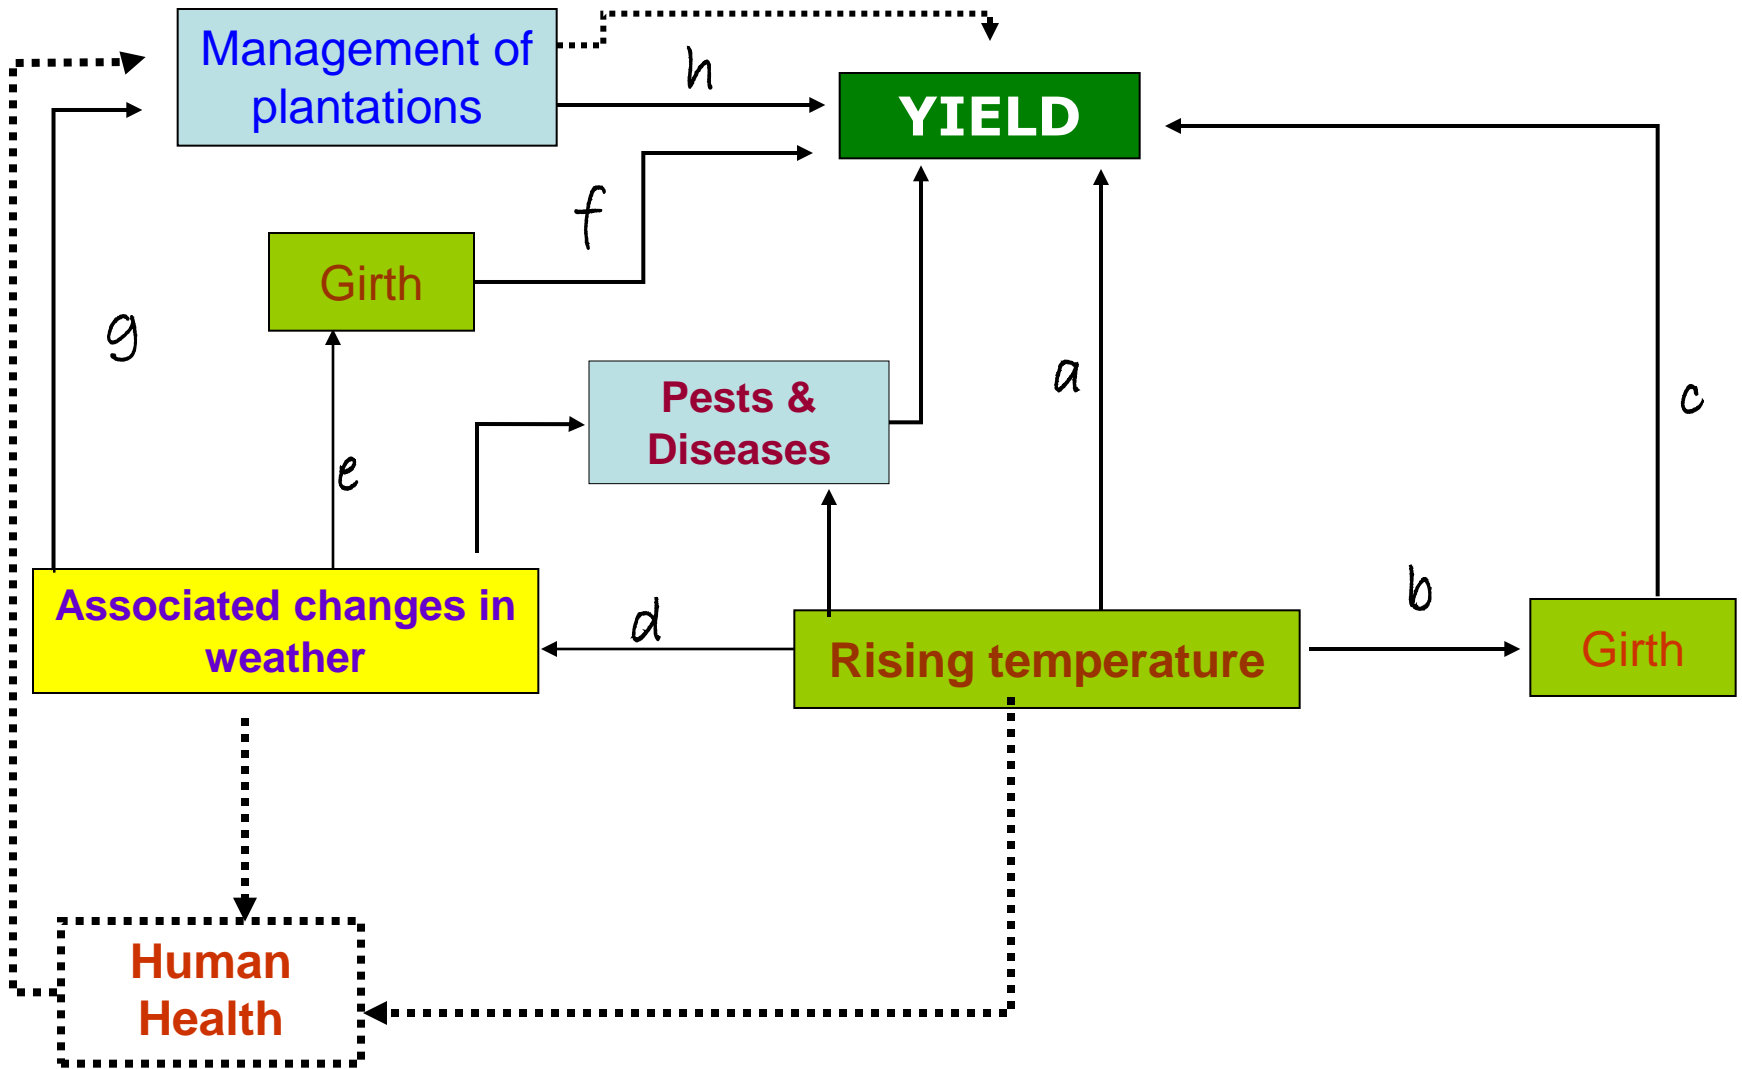 Management of
plantations
h
YIELD
f
Girth
g
Pests &
Diseases
a
c
e
Associated changes in
weather
d
Rising temperature
b
Girth
Human
Health